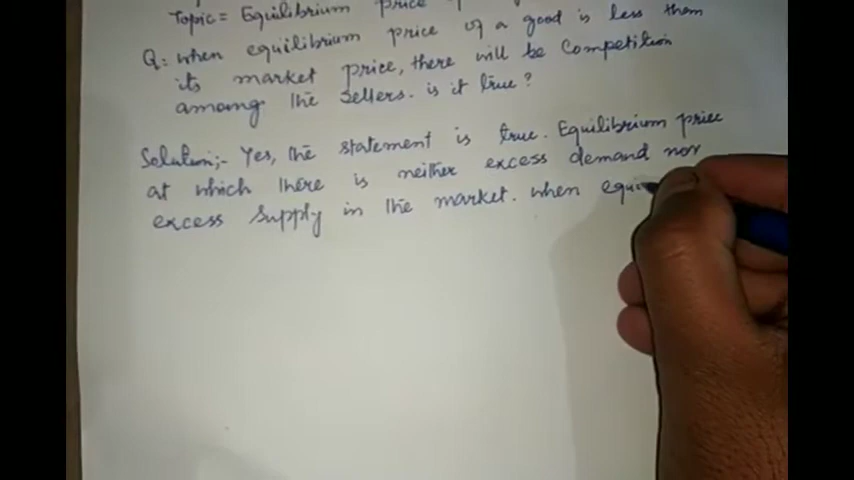 Topic = Equilibrium price
Q: when equilibrium price of a good is less them
its market price, there will be competition
among the sellers. is it true?
Solution;- Yes, the statement is true. Equilibrium price
at which there is neither excess demand nor
excess supply in the market. when equi